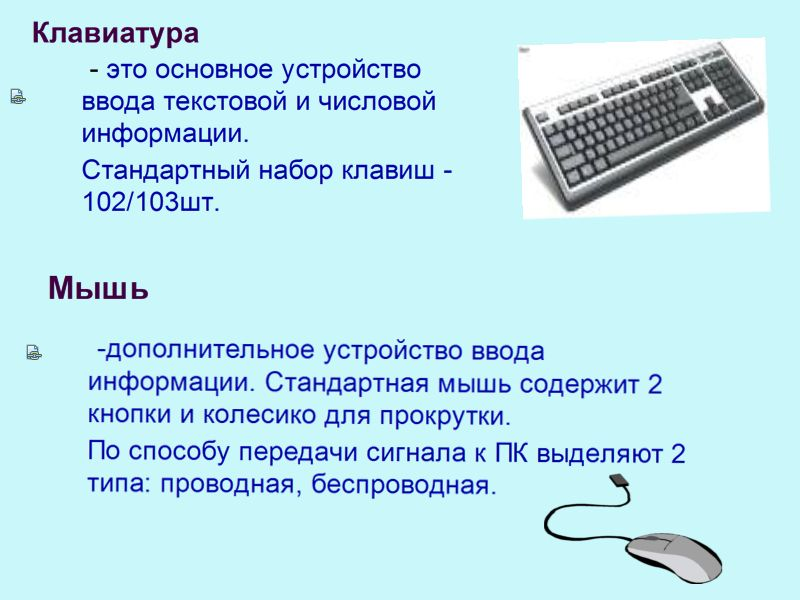 Клавиатура
- это основное устройство
ввода текстовой и числовой
информации.
Стандартный набор клавиш -
102/103шт.
Мышь
-дополнительное устройство ввода
информации. Стандартная мышь содержит 2
кнопки и колесико для прокрутки.
По способу передачи сигнала к ПК выделяют 2
типа: проводная, беспроводная.